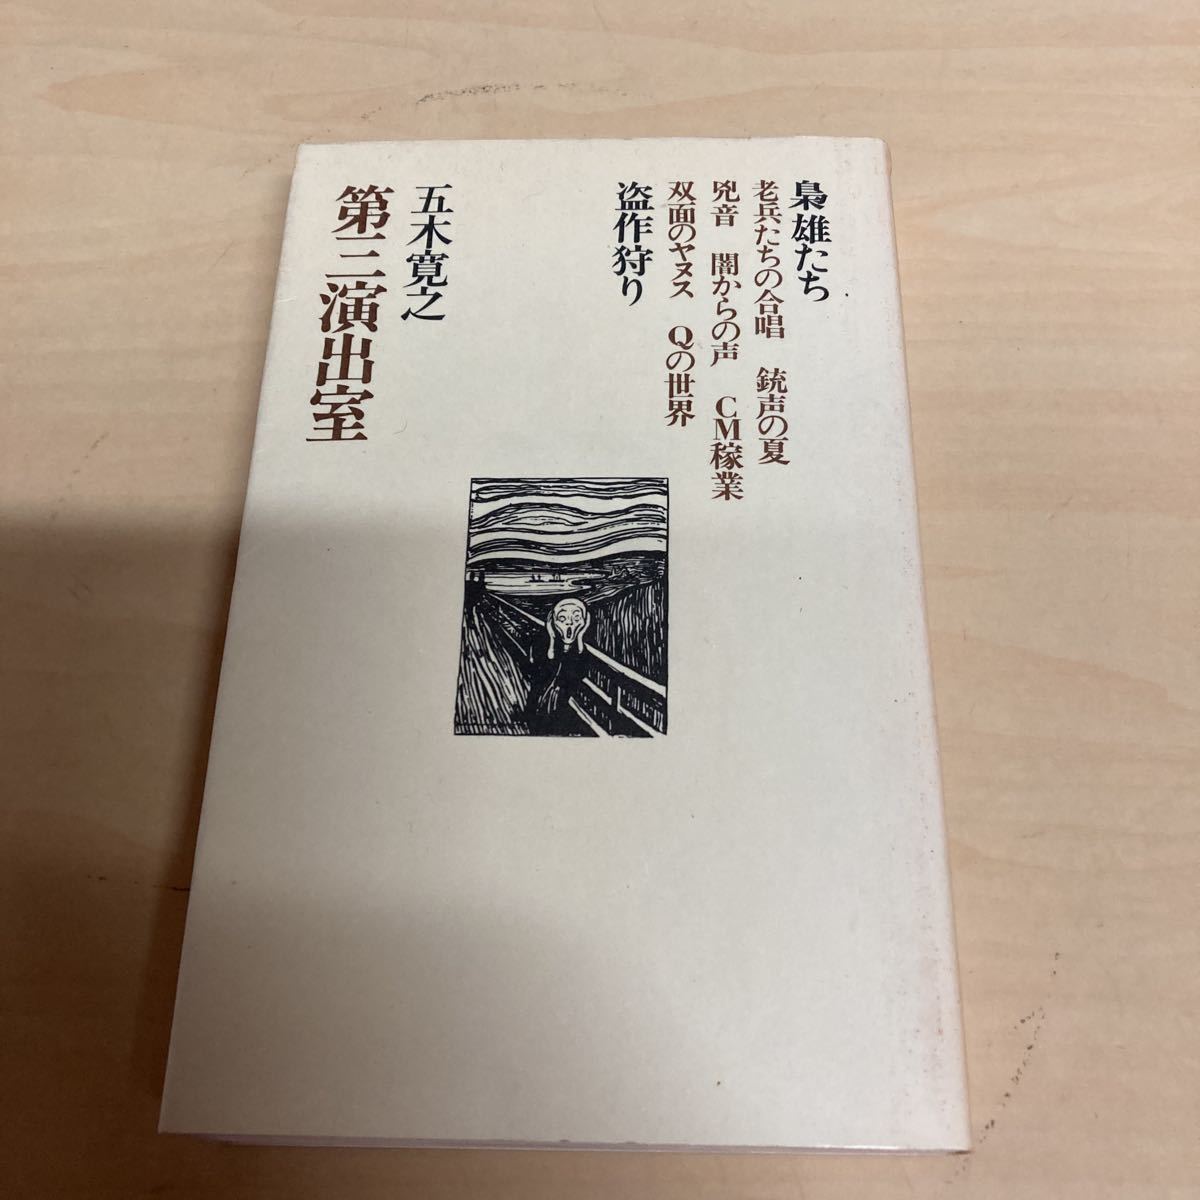 梟雄たち
老兵たちの合唱　銃声の夏
兇音　闇からの声　CM稼業
双面のヤヌス　Qの世界
盗作狩り
五木寛之
第三演出室